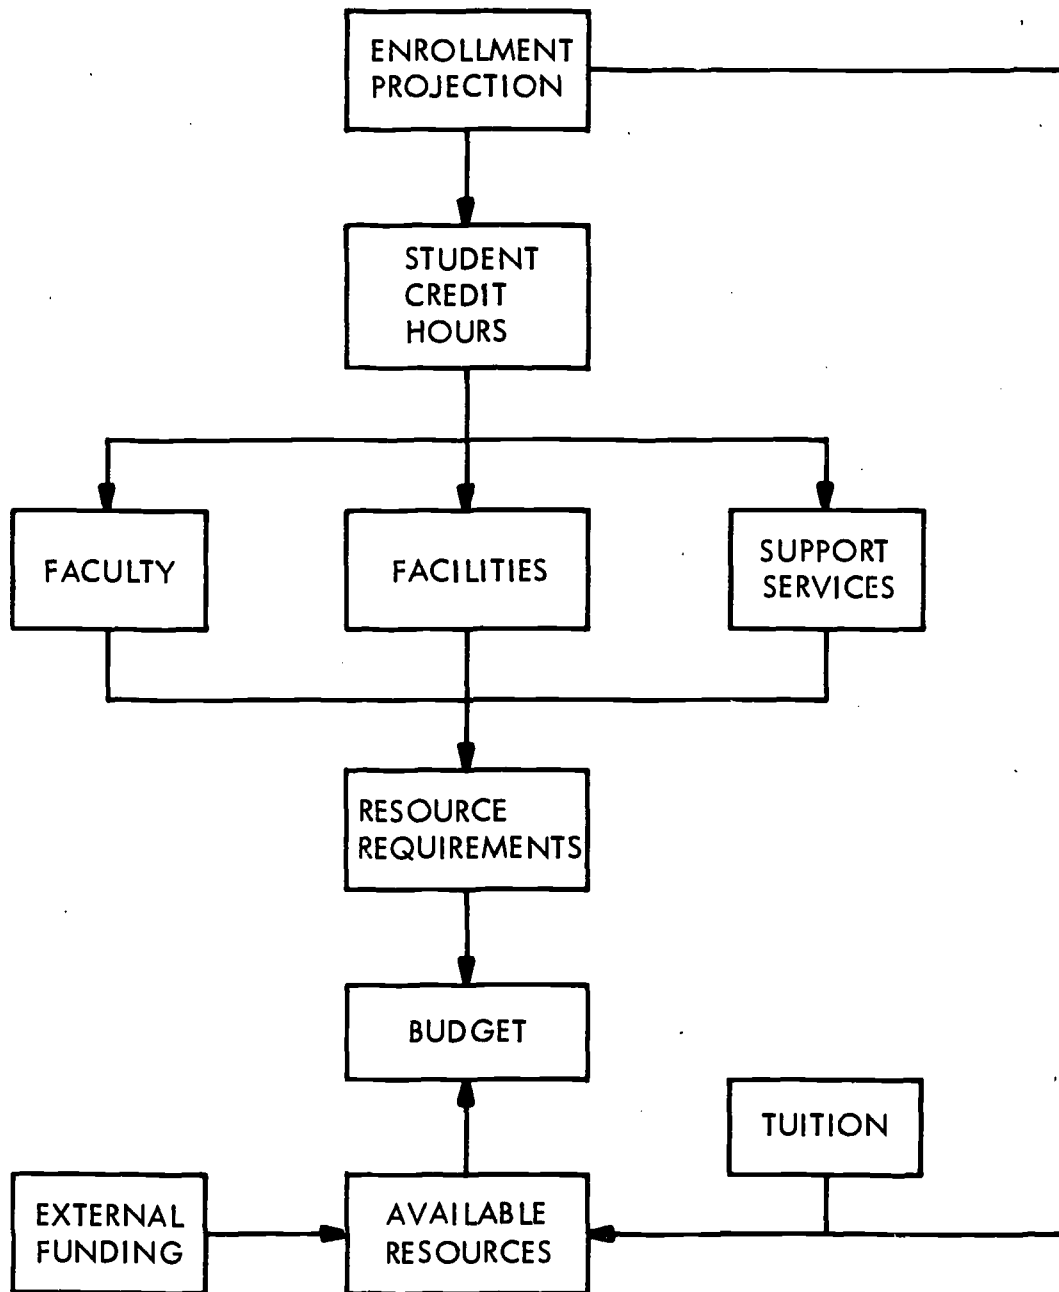 ENROLLMENT
PROJECTION
STUDENT
CREDIT
HOURS
FACULTY
FACILITIES
SUPPORT
SERVICES
RESOURCE
REQUIREMENTS
BUDGET
TUITION
EXTERNAL
FUNDING
AVAILABLE
RESOURCES